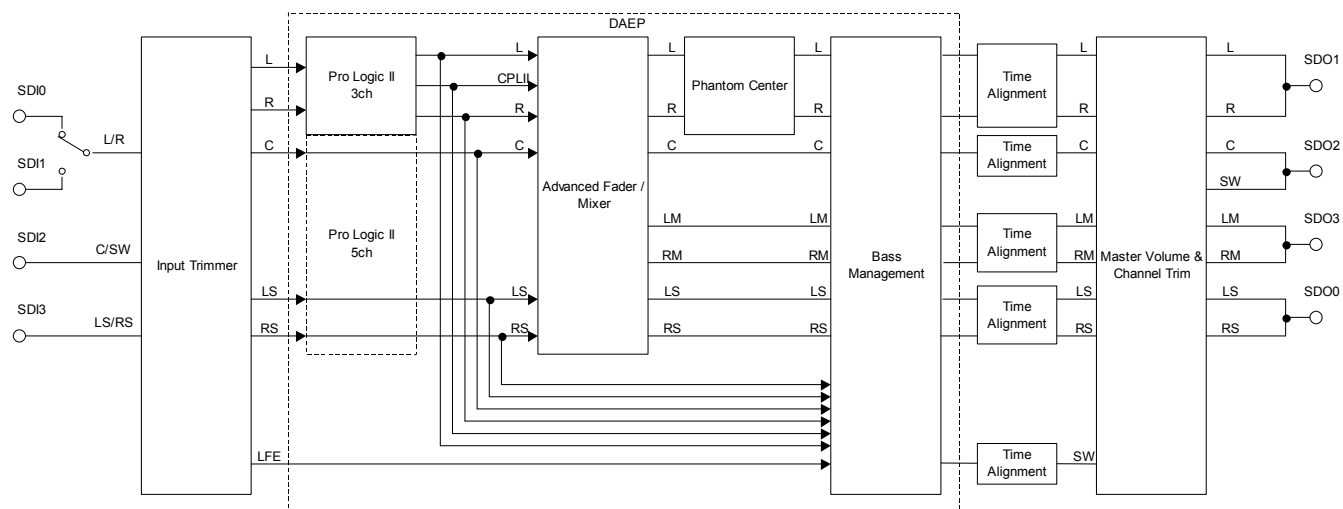 DAEP
SDI0
SDI1
SDI2
SDI3
L/R
C/SW
LS/RS
Input Trimmer
L
R
C
LS
RS
LFE
Pro Logic II
3ch
Pro Logic II
5ch
L
CPLII
R
C
LS
RS
Advanced Fader /
Mixer
L
R
C
LM
RM
LS
RS
Phantom Center
L
R
C
LM
RM
LS
RS
Bass
Management
Time
Alignment
Time
Alignment
Time
Alignment
Time
Alignment
Time
Alignment
L
R
C
LM
RM
LS
RS
SW
Master Volume &
Channel Trim
L
R
C
SW
LM
RM
LS
RS
SDO1
SDO2
SDO3
SDO0